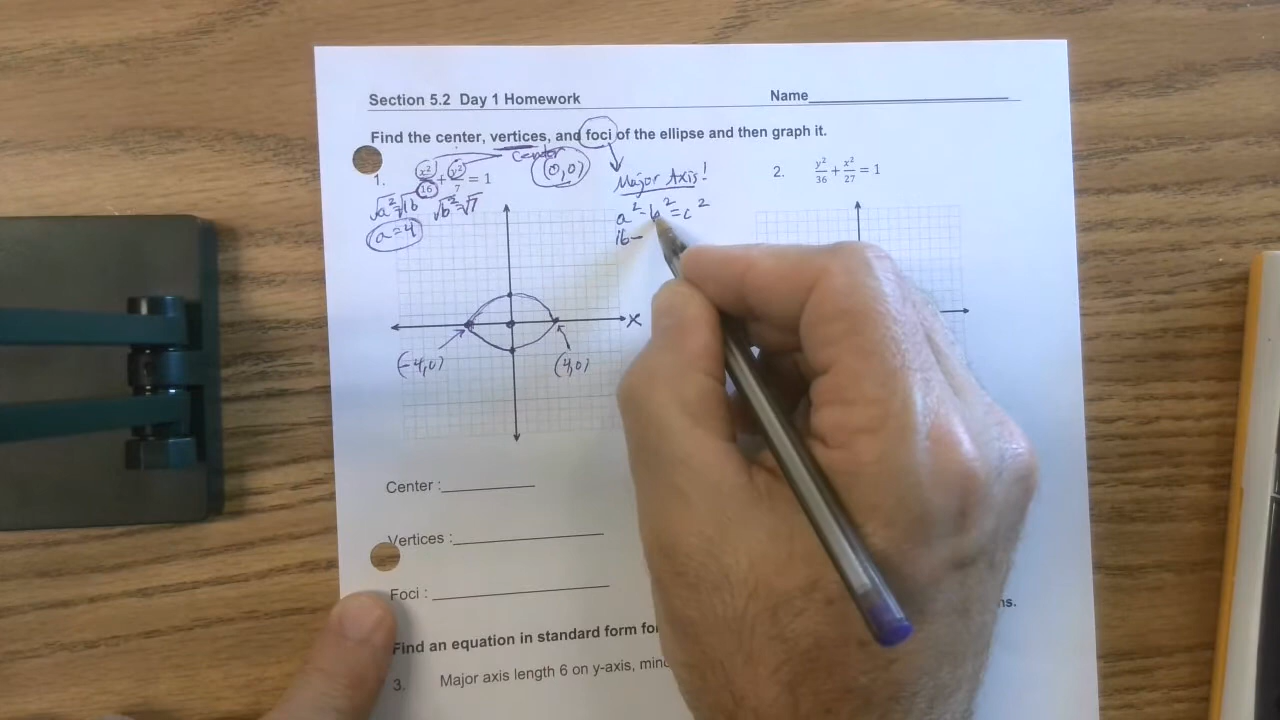 Section 5.2 Day 1 Homework Name
Find the center, vertices, and foci of the ellipse and then graph it.
Center (0,0)
1. x²/16 + y²/7 = 1
√a² = √16 √b² = √7
a = 4
Major Axis!
a² - b² = c²
16 -
2. y²/36 + x²/27 = 1
x
(-4,0) (4,0)
Center :
Vertices :
Foci :
ns.
Find an equation in standard form for
3. Major axis length 6 on y-axis, mino